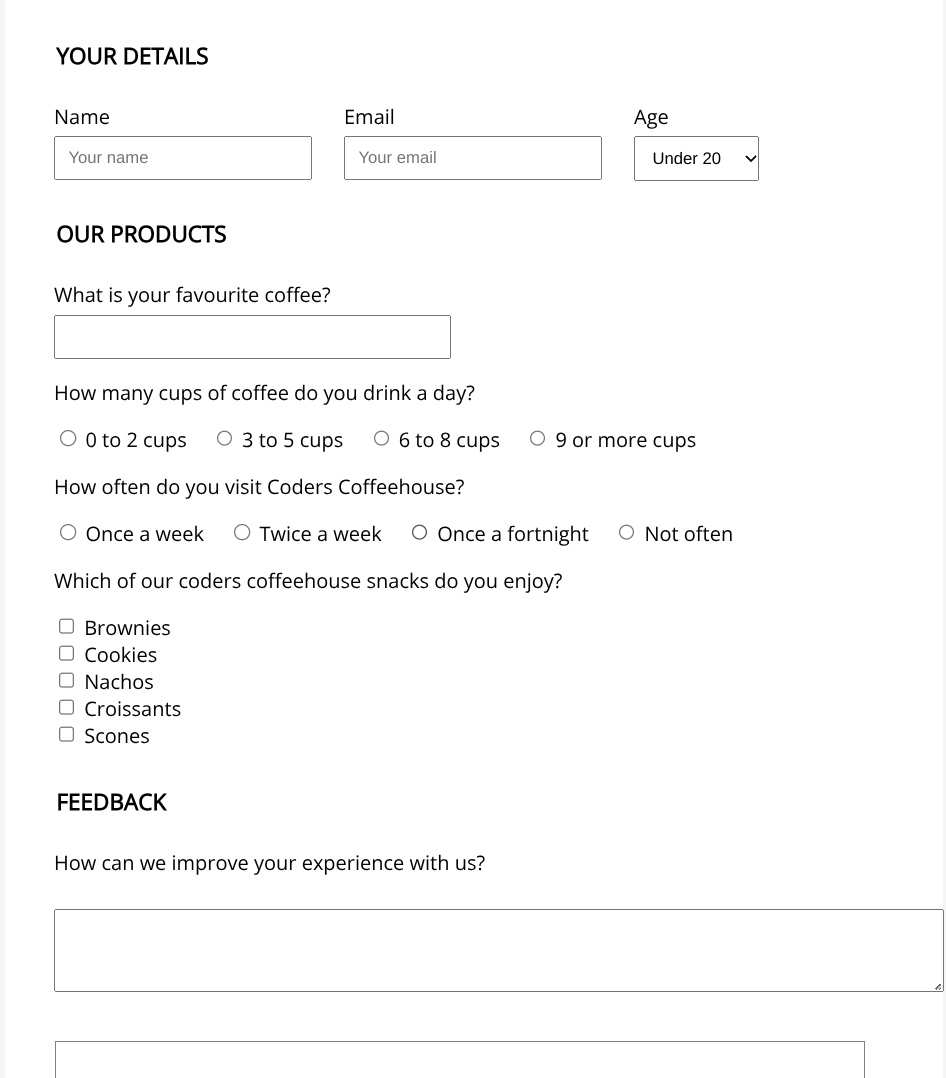 YOUR DETAILS
Name Email Age
Your name Your email Under 20
OUR PRODUCTS
What is your favourite coffee?
How many cups of coffee do you drink a day?
0 to 2 cups 3 to 5 cups 6 to 8 cups 9 or more cups
How often do you visit Coders Coffeehouse?
Once a week Twice a week Once a fortnight Not often
Which of our coders coffeehouse snacks do you enjoy?
Brownies
Cookies
Nachos
Croissants
Scones
FEEDBACK
How can we improve your experience with us?